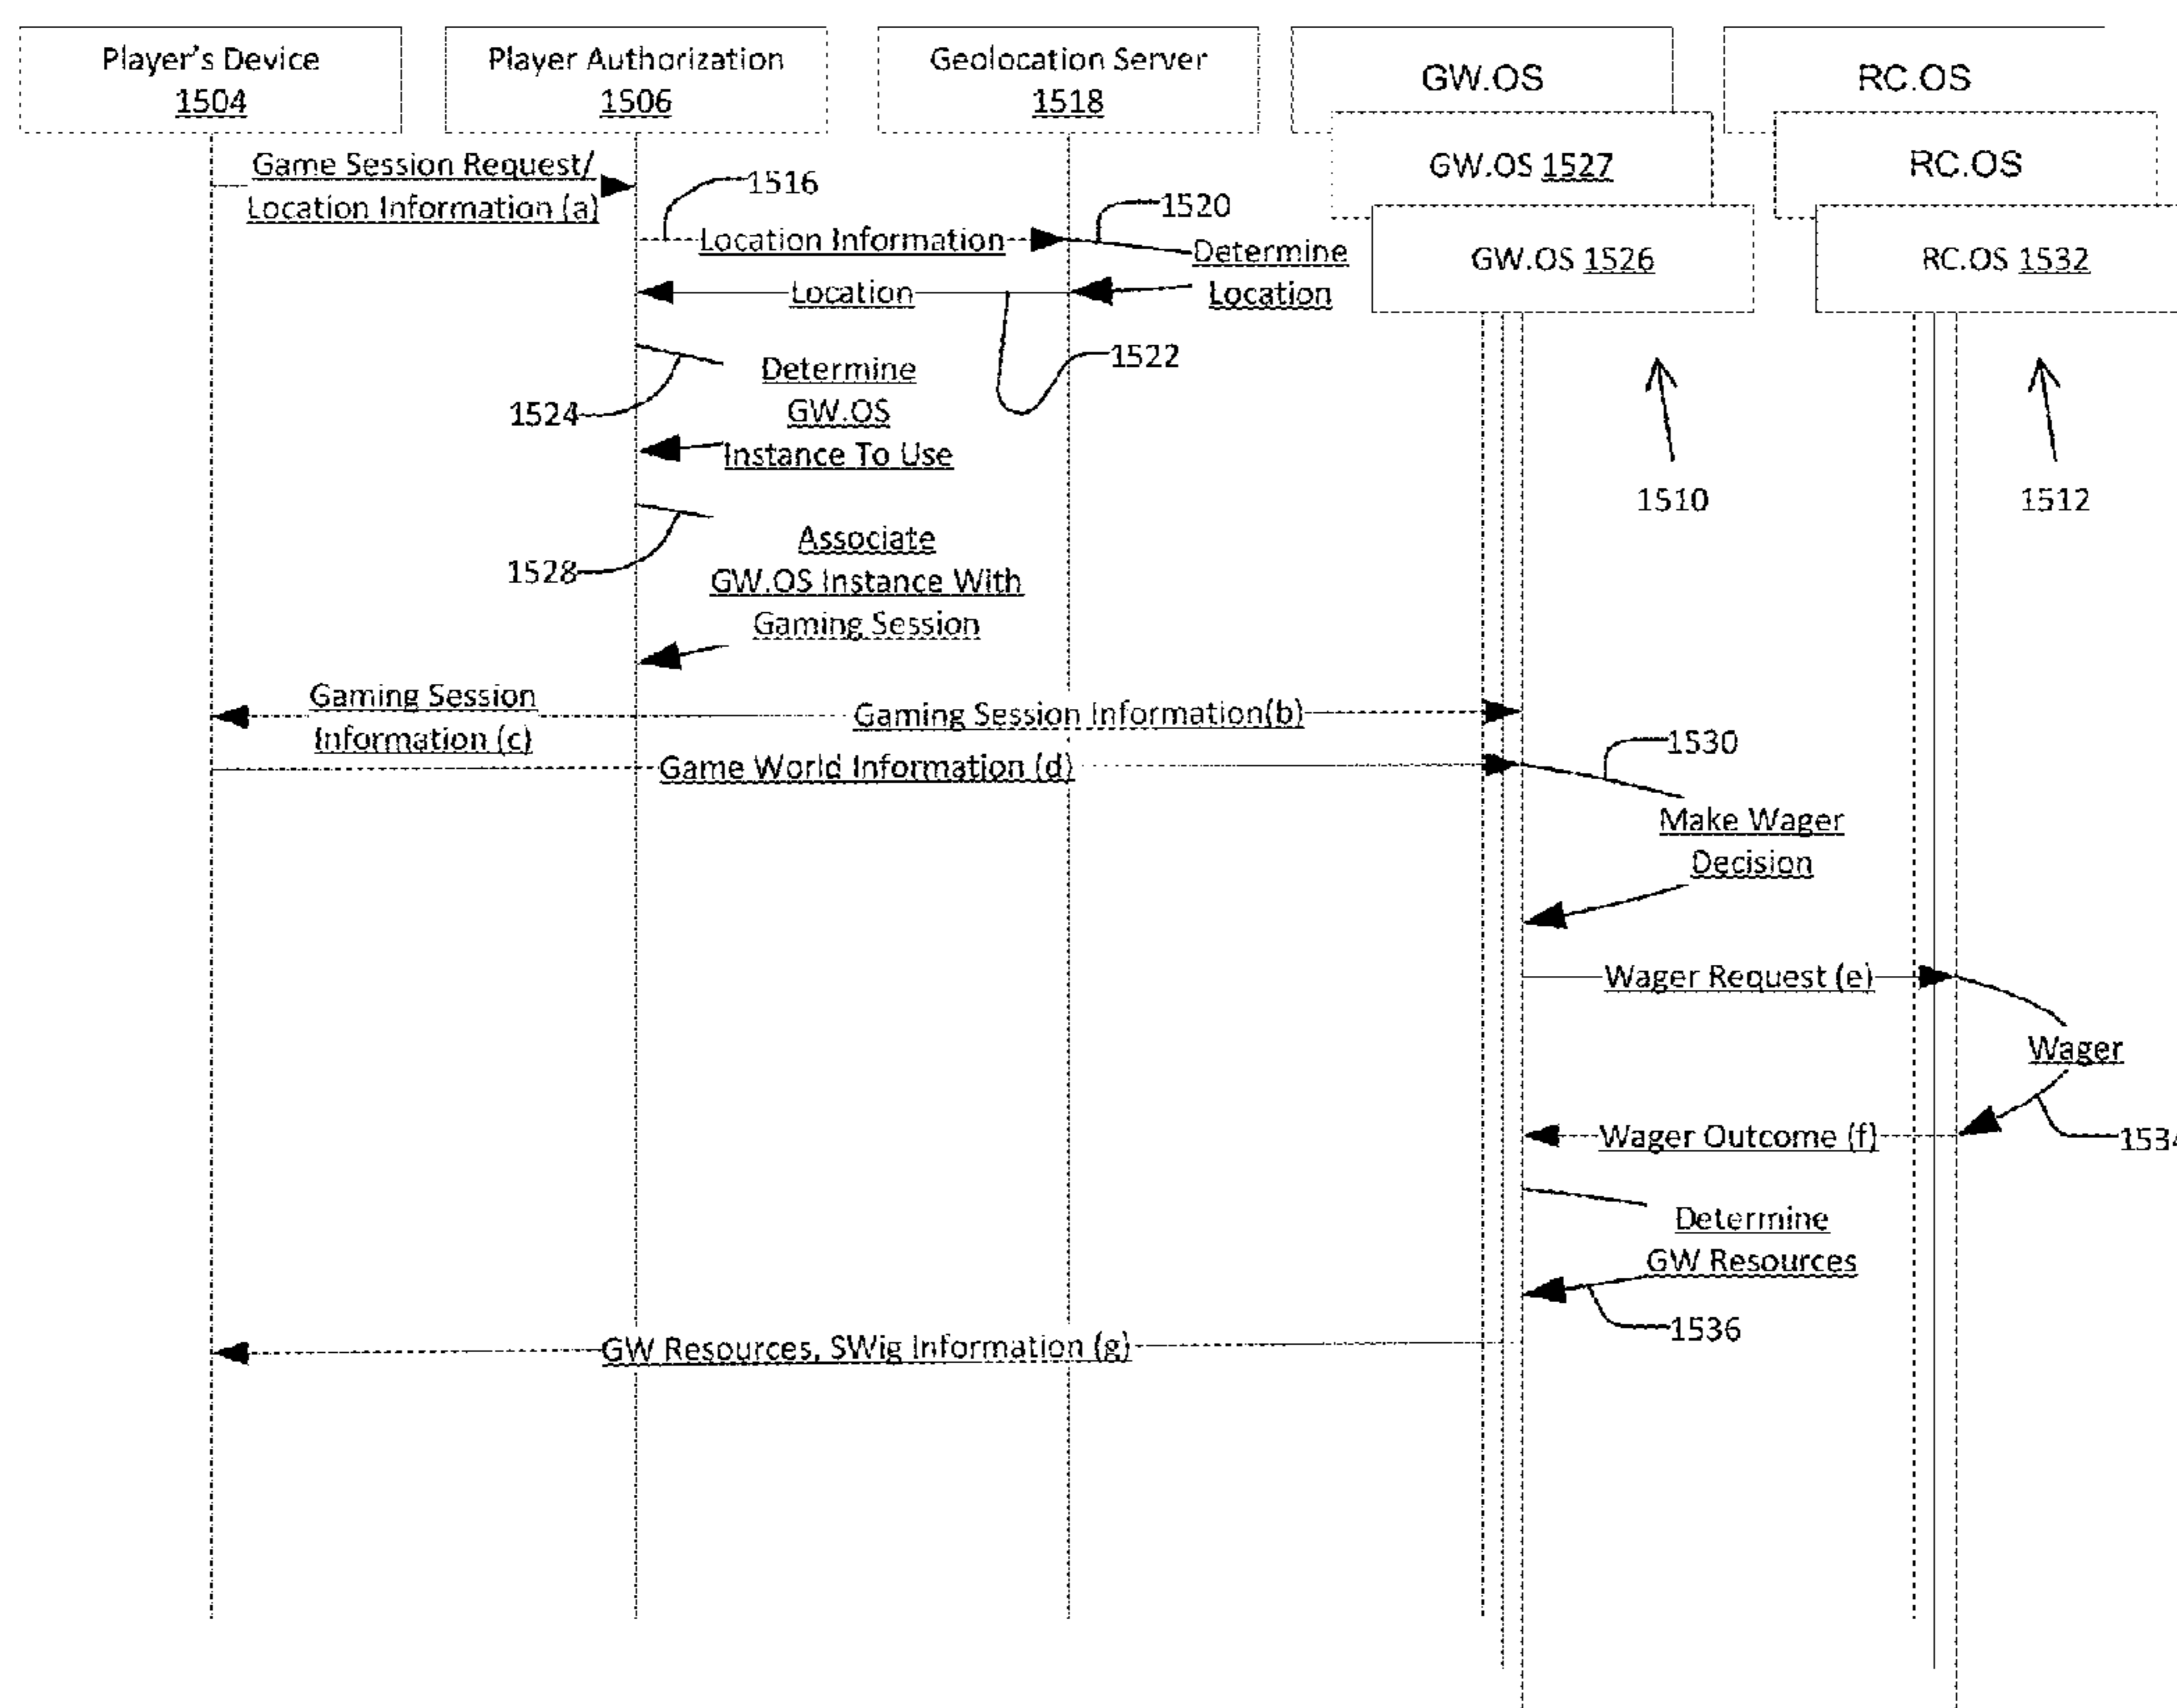 Player's Device
1504
Player Authorization
1506
Geolocation Server
1518
GW.OS
RC.OS
GW.OS 1527
RC.OS
GW.OS 1526
RC.OS 1532
Game Session Request/
Location Information (a)
1516
1520
Location Information
Determine
Location
Location
1522
1524
Determine
GW.OS
Instance To Use
1510
1512
1528
Associate
GW.OS Instance With
Gaming Session
Gaming Session
Information (c)
Gaming Session Information(b)
1530
Game World Information (d)
Make Wager
Decision
Wager Request (e)
Wager
Wager Outcome (f)
Determine
GW Resources
1536
GW Resources, SWig Information (g)